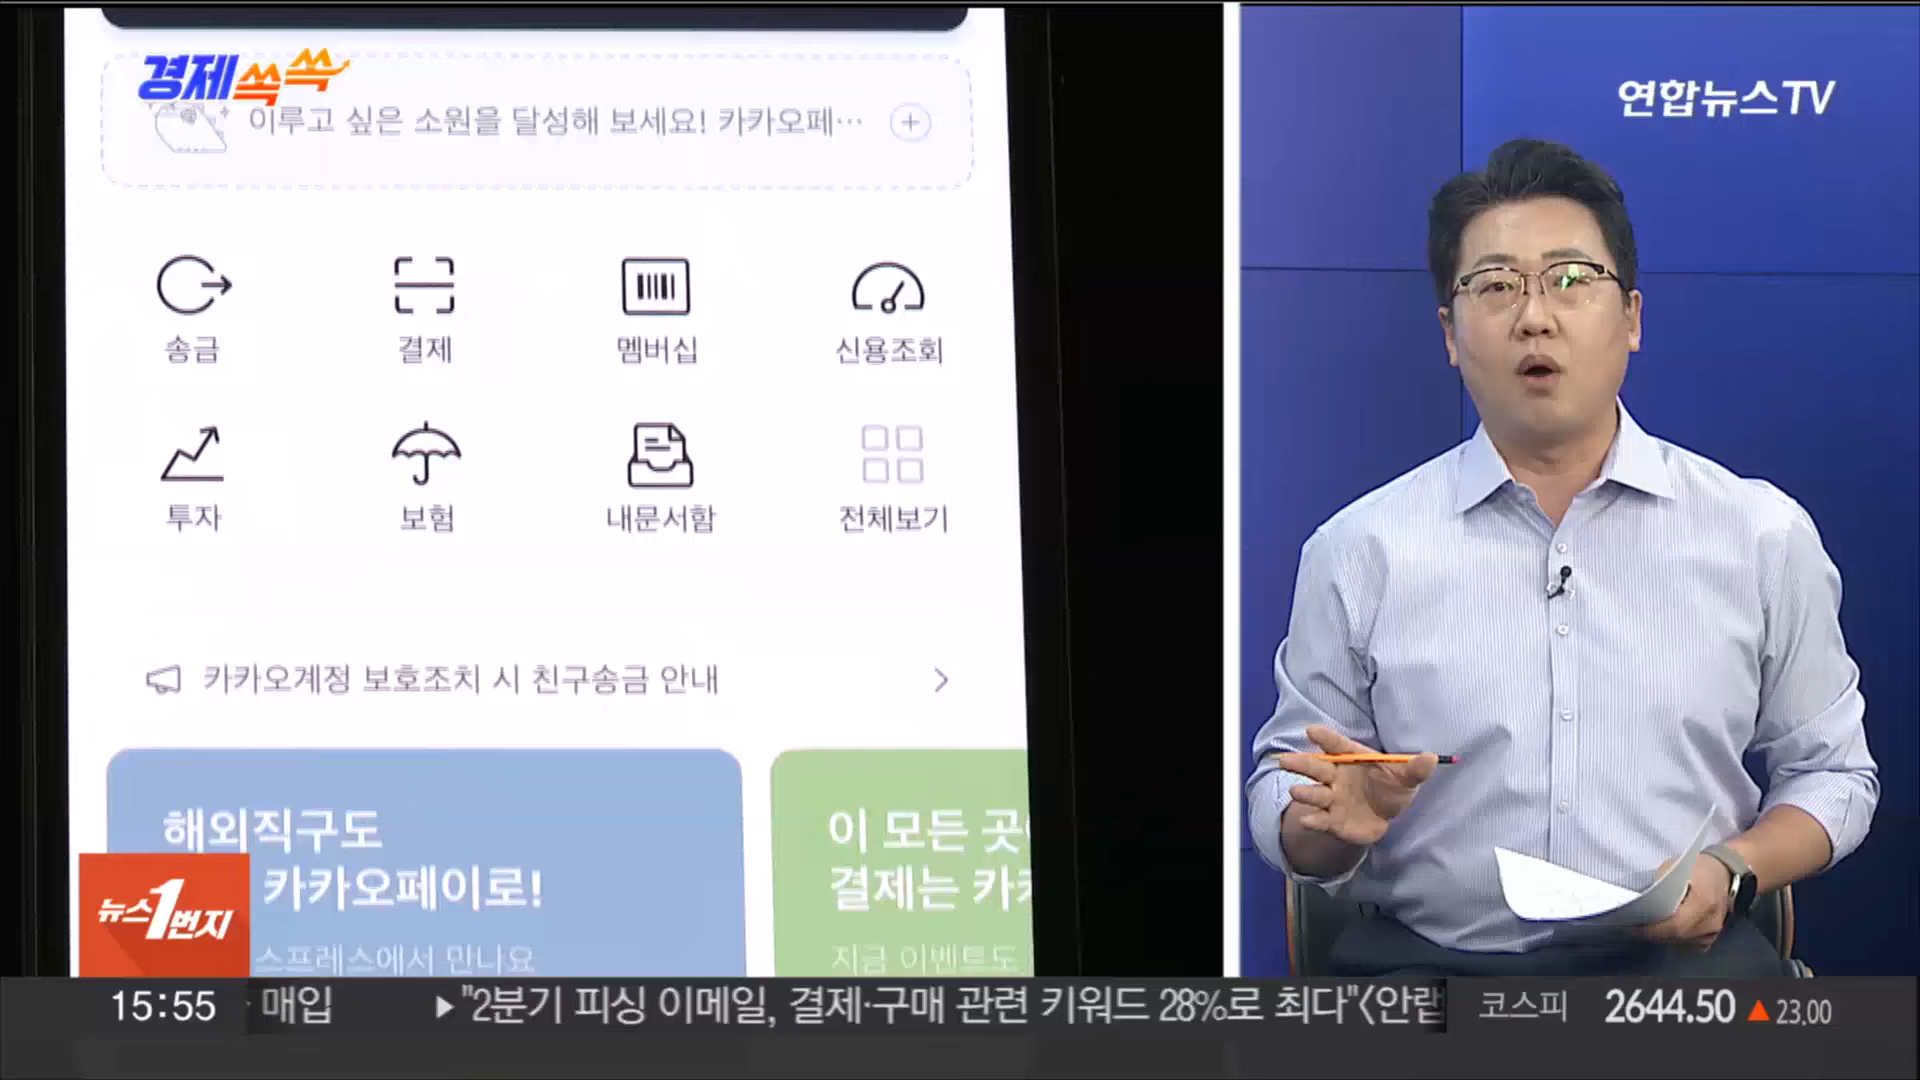 경제쏙쏙
이루고 싶은 소원을 달성해 보세요! 카카오페…
연합뉴스TV
송금 결제 멤버십 신용조회
투자 보험 내문서함 전체보기
카카오계정 보호조치 시 친구송금 안내
해외직구도
카카오페이로!
스프레스에서 만나요
이 모든 곳
결제는 카카
지금 이벤트도
뉴스1번지
15:55
매입 ▶"2분기 피싱 이메일, 결제·구매 관련 키워드 28%로 최다"<안랩
코스피 2644.50 ▲23.00